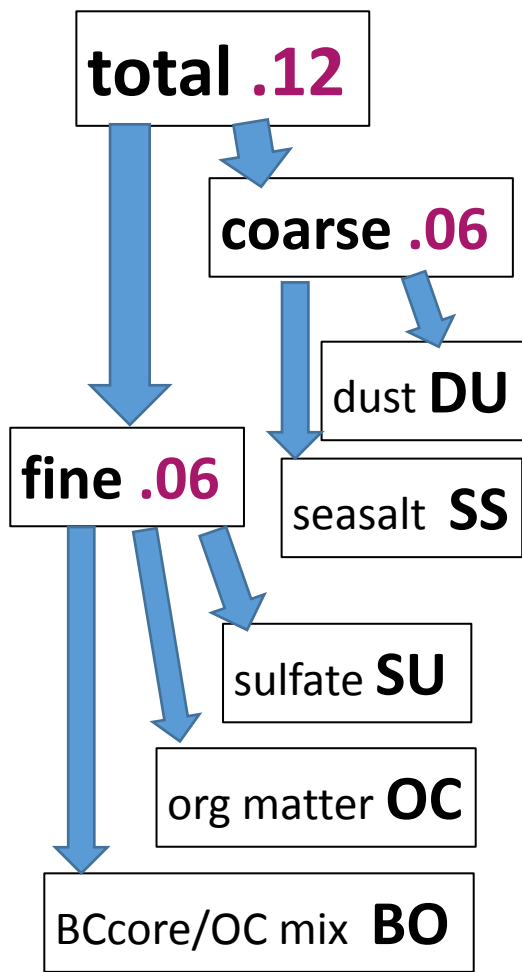 total .12
coarse .06
dust DU
fine .06
seasalt SS
sulfate SU
org matter OC
BCcore/OC mix BO